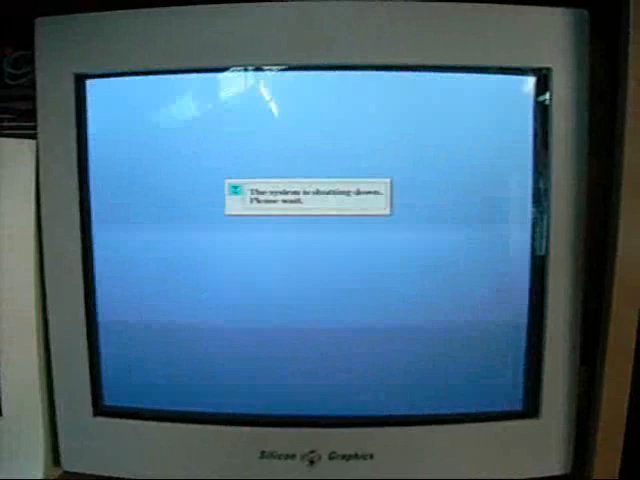 The system is shutting down.
Please wait.
Silicon Graphics